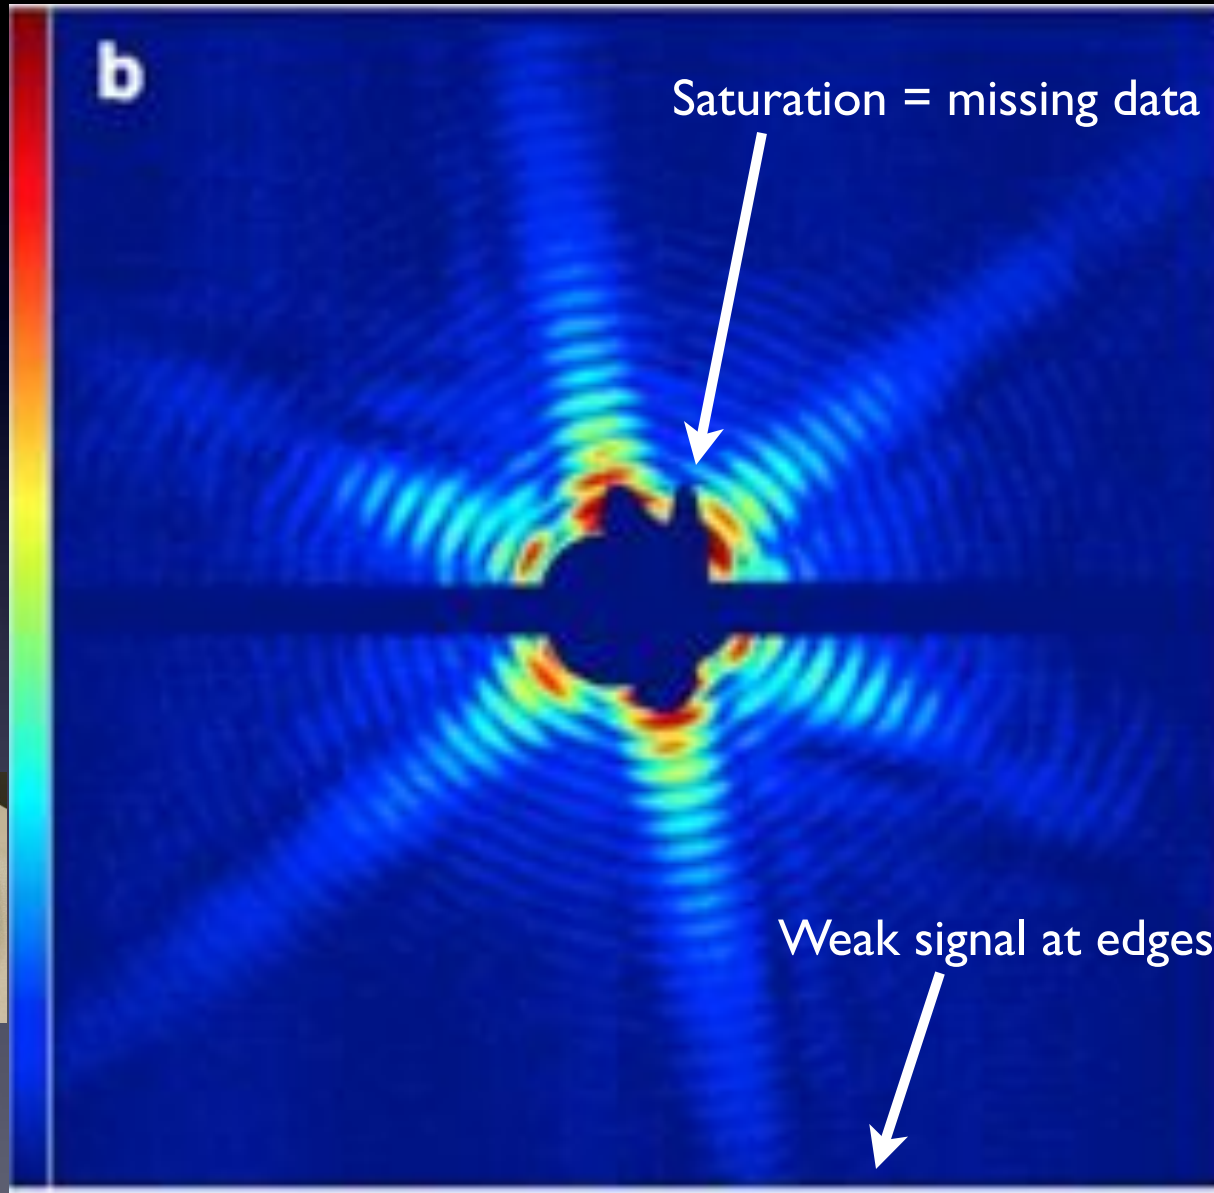 b
Saturation = missing data
Weak signal at edges